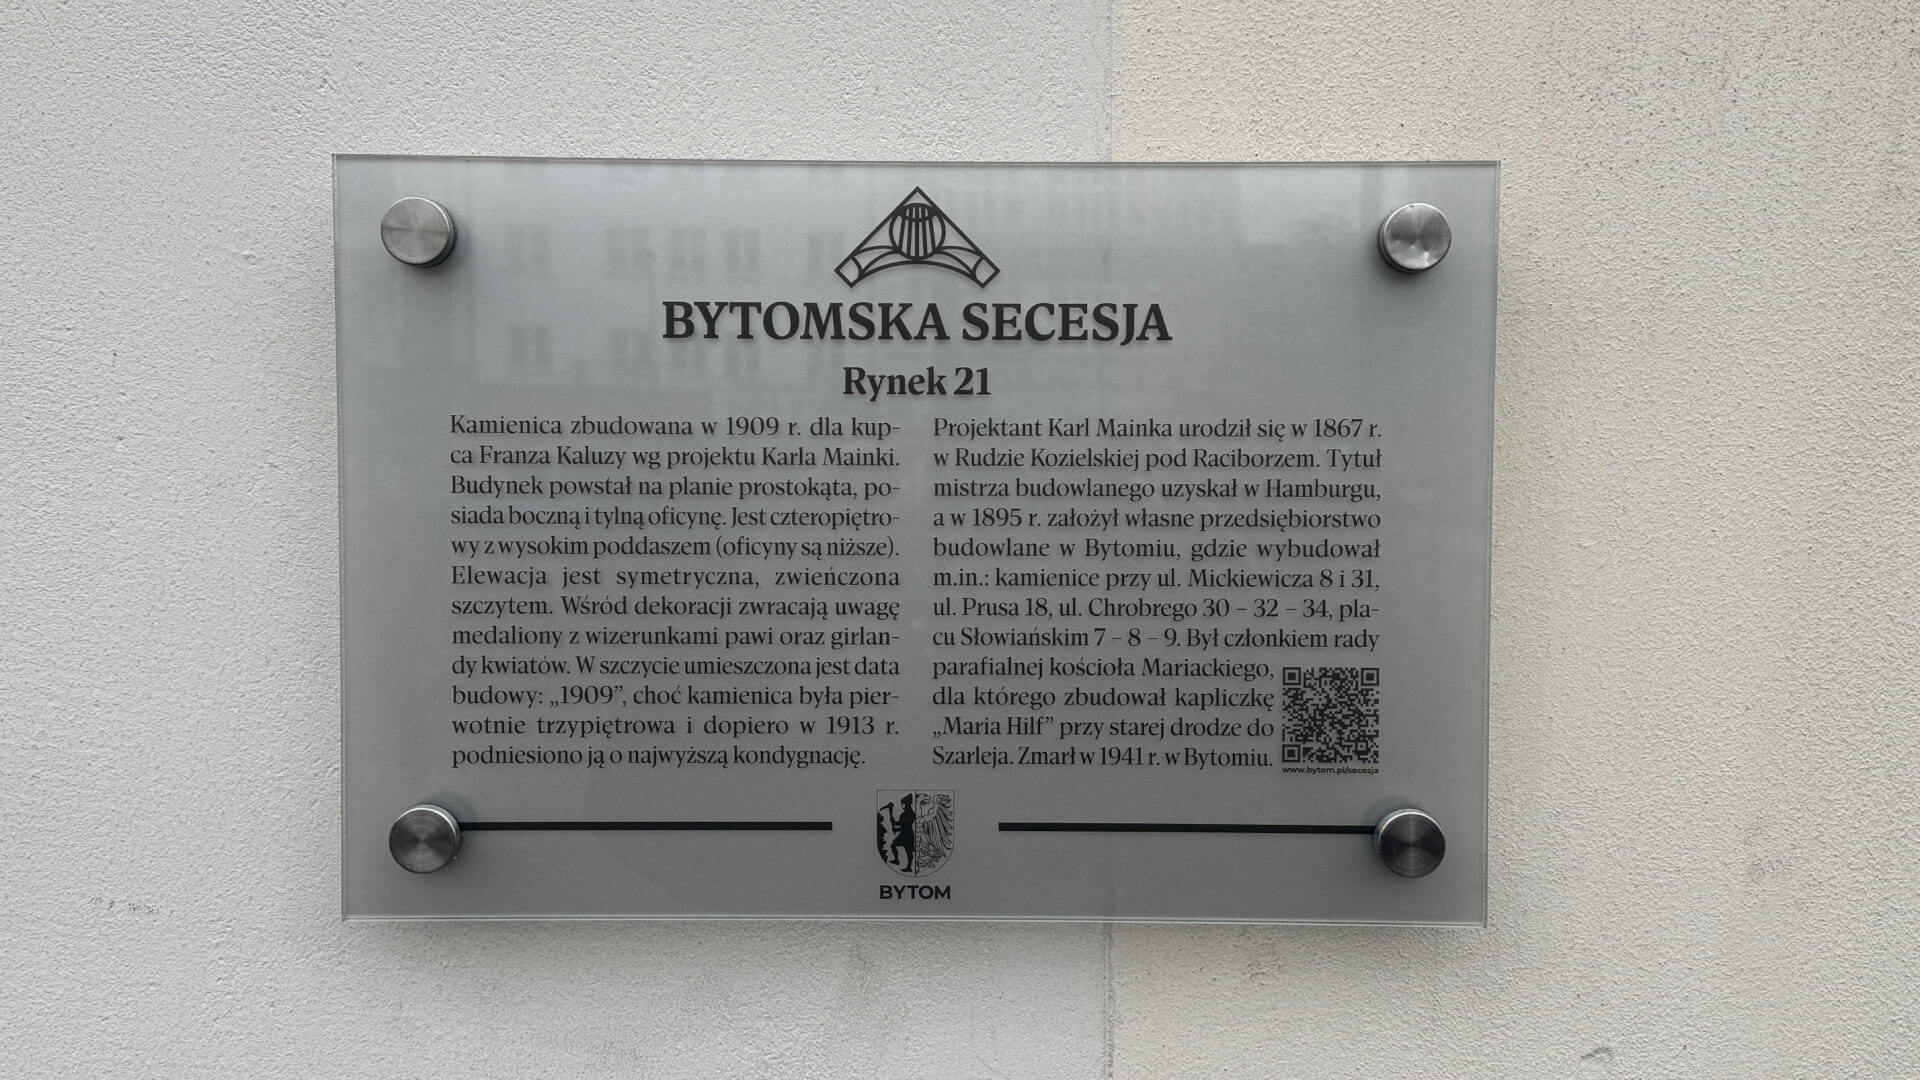 BYTOMSKA SECESJA
Rynek 21
Kamienica zbudowana w 1909 r. dla kup-
ca Franza Kaluzy wg projektu Karla Mainki.
Budynek powstał na planie prostokąta, po-
siada boczną i tylną oficynę. Jest czteropiętro-
wy z wysokim poddaszem (oficyny są niższe).
Elewacja jest symetryczna, zwieńczona
szczytem. Wśród dekoracji zwracają uwagę
medaliony z wizerunkami pawi oraz girlan-
dy kwiatów. W szczycie umieszczona jest data
budowy: „1909”, choć kamienica była pier-
wotnie trzypiętrowa i dopiero w 1913 r.
podniesiono ją o najwyższą kondygnację.
Projektant Karl Mainka urodził się w 1867 r.
w Rudzie Kozielskiej pod Raciborzem. Tytuł
mistrza budowlanego uzyskał w Hamburgu,
a w 1895 r. założył własne przedsiębiorstwo
budowlane w Bytomiu, gdzie wybudował
m.in.: kamienice przy ul. Mickiewicza 8 i 31,
ul. Prusa 18, ul. Chrobrego 30 – 32 – 34, pla-
cu Słowiańskim 7 – 8 – 9. Był członkiem rady
parafialnej kościoła Mariackiego,
dla którego zbudował kapliczkę
„Maria Hilf” przy starej drodze do
Szarleja. Zmarł w 1941 r. w Bytomiu.
www.bytom.pl/secesja
BYTOM